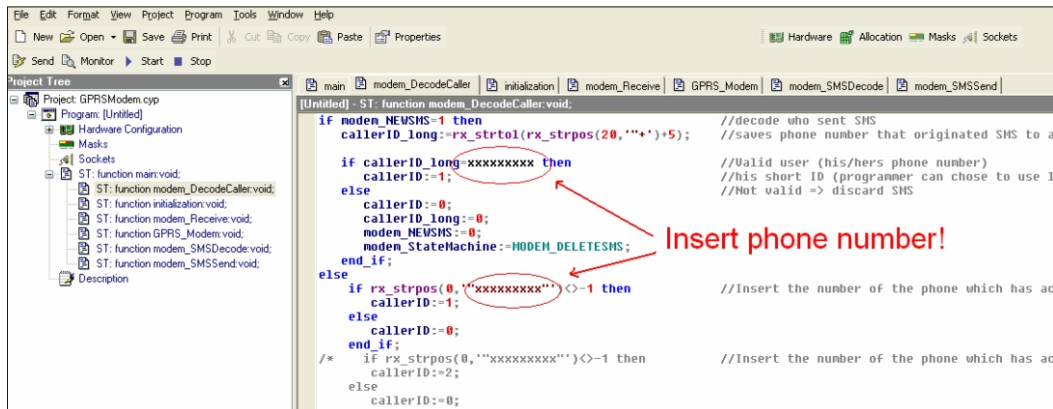 File Edit Format View Project Program Tools Window Help
New Open Save Print Cut Copy Paste Properties Hardware Allocation Masks Sockets
Send Monitor Start Stop
Project Tree
Project: GPRSModem.cyp
Program: [Untitled]
Hardware Configuration
Masks
Sockets
ST: function main:void;
ST: function modem_DecodeCaller:void;
ST: function initialization:void;
ST: function modem_Receive:void;
ST: function GPRS_Modem:void;
ST: function modem_SMSDecode:void;
ST: function modem_SMSSend:void;
Description
main modem_DecodeCaller initialization modem_Receive GPRS_Modem modem_SMSDecode modem_SMSSend
[Untitled] - ST: function modem_DecodeCaller:void;
if modem_NEWSMS=1 then //decode who sent SMS
callerID_long:=rx_strtol(rx_strpos(20,'"+')+5); //saves phone number that originated SMS to a
if callerID_long=xxxxxxxxx then //Valid user (his/hers phone number)
callerID:=1; //his short ID (programmer can chose to use l
else //Not valid => discard SMS
callerID:=0;
callerID_long:=0;
modem_NEWSMS:=0;
modem_StateMachine:=MODEM_DELETESMS;
end_if;
Insert phone number!
else
if rx_strpos(0,'"xxxxxxxxx"')<>-1 then //Insert the number of the phone which has ac
callerID:=1;
else
callerID:=0;
end_if;
/* if rx_strpos(0,'"xxxxxxxxx"')<>-1 then //Insert the number of the phone which has ac
callerID:=2;
else
callerID:=0;